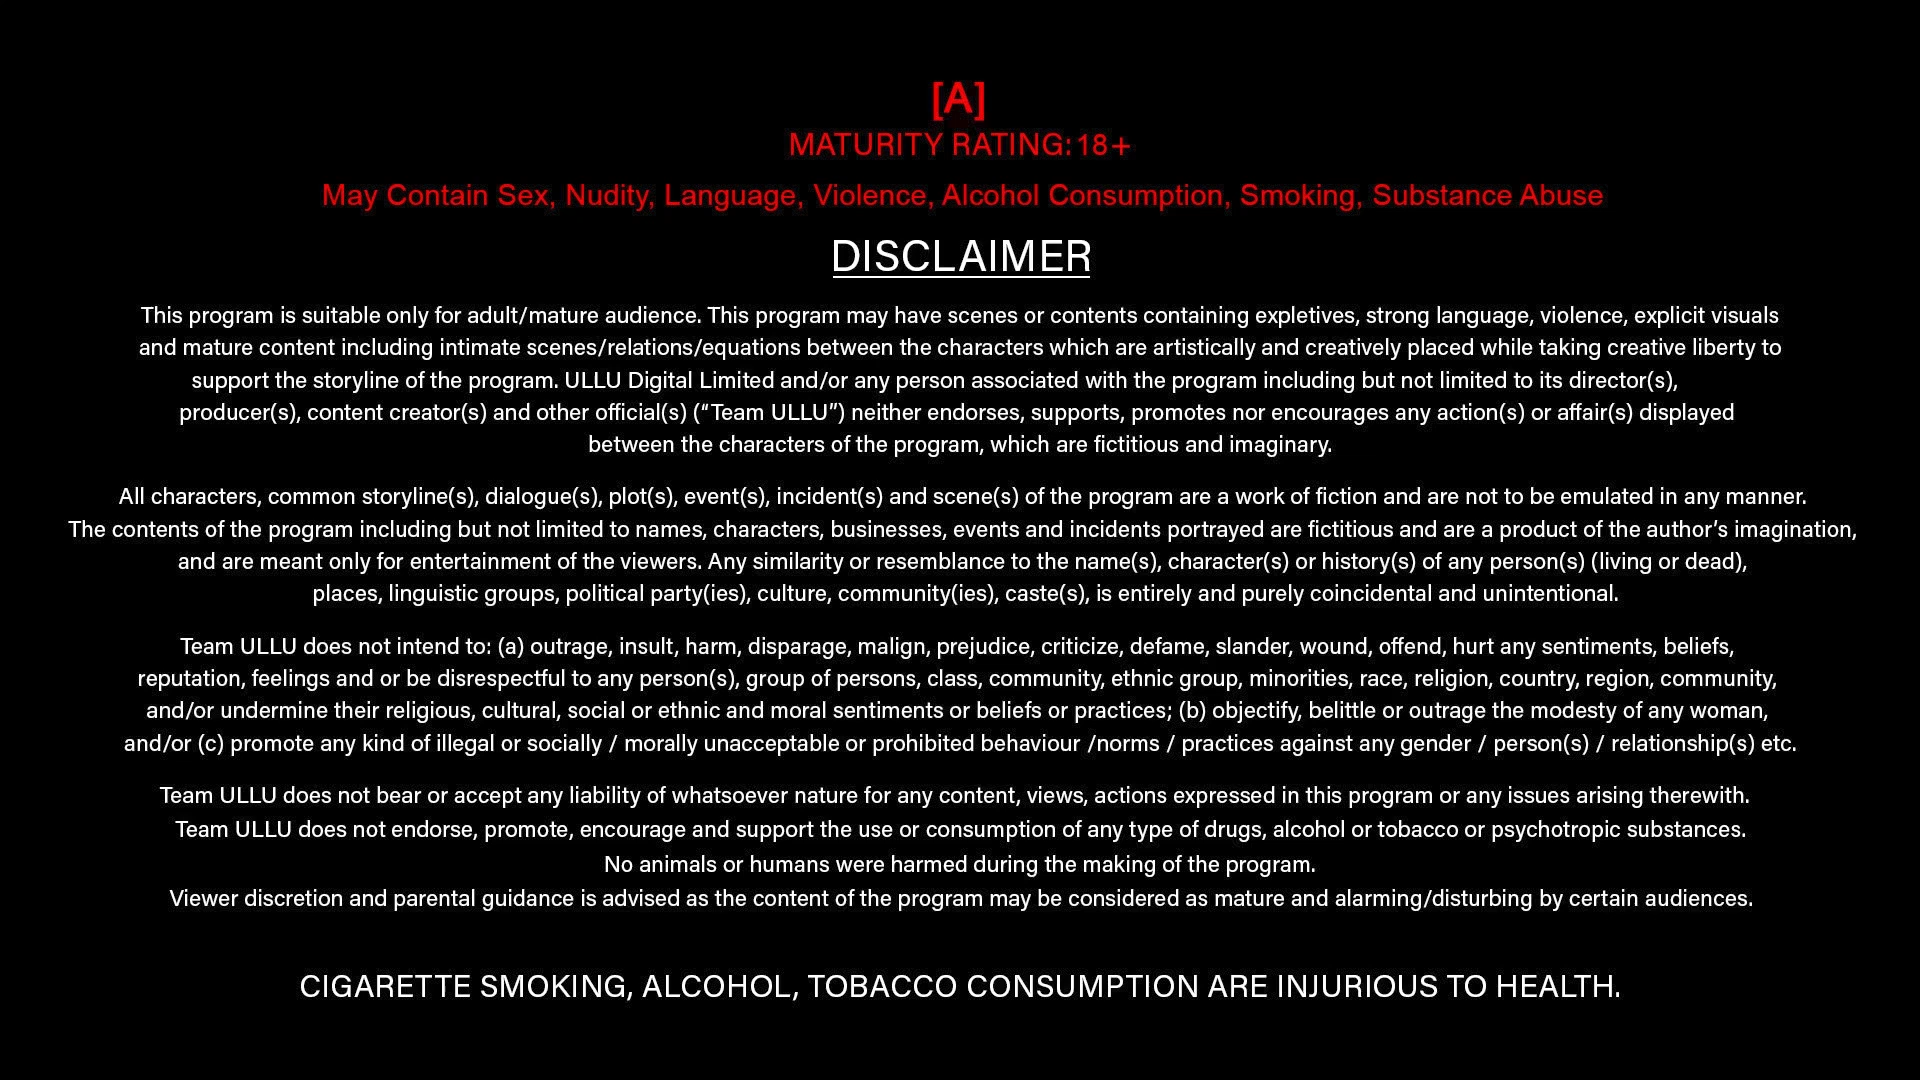 [A]
MATURITY RATING:18+
May Contain Sex, Nudity, Language, Violence, Alcohol Consumption, Smoking, Substance Abuse
DISCLAIMER
This program is suitable only for adult/mature audience. This program may have scenes or contents containing expletives, strong language, violence, explicit visuals
and mature content including intimate scenes/relations/equations between the characters which are artistically and creatively placed while taking creative liberty to
support the storyline of the program. ULLU Digital Limited and/or any person associated with the program including but not limited to its director(s),
producer(s), content creator(s) and other official(s) (“Team ULLU”) neither endorses, supports, promotes nor encourages any action(s) or affair(s) displayed
between the characters of the program, which are fictitious and imaginary.
All characters, common storyline(s), dialogue(s), plot(s), event(s), incident(s) and scene(s) of the program are a work of fiction and are not to be emulated in any manner.
The contents of the program including but not limited to names, characters, businesses, events and incidents portrayed are fictitious and are a product of the author’s imagination,
and are meant only for entertainment of the viewers. Any similarity or resemblance to the name(s), character(s) or history(s) of any person(s) (living or dead),
places, linguistic groups, political party(ies), culture, community(ies), caste(s), is entirely and purely coincidental and unintentional.
Team ULLU does not intend to: (a) outrage, insult, harm, disparage, malign, prejudice, criticize, defame, slander, wound, offend, hurt any sentiments, beliefs,
reputation, feelings and or be disrespectful to any person(s), group of persons, class, community, ethnic group, minorities, race, religion, country, region, community,
and/or undermine their religious, cultural, social or ethnic and moral sentiments or beliefs or practices; (b) objectify, belittle or outrage the modesty of any woman,
and/or (c) promote any kind of illegal or socially / morally unacceptable or prohibited behaviour /norms / practices against any gender / person(s) / relationship(s) etc.
Team ULLU does not bear or accept any liability of whatsoever nature for any content, views, actions expressed in this program or any issues arising therewith.
Team ULLU does not endorse, promote, encourage and support the use or consumption of any type of drugs, alcohol or tobacco or psychotropic substances.
No animals or humans were harmed during the making of the program.
Viewer discretion and parental guidance is advised as the content of the program may be considered as mature and alarming/disturbing by certain audiences.
CIGARETTE SMOKING, ALCOHOL, TOBACCO CONSUMPTION ARE INJURIOUS TO HEALTH.